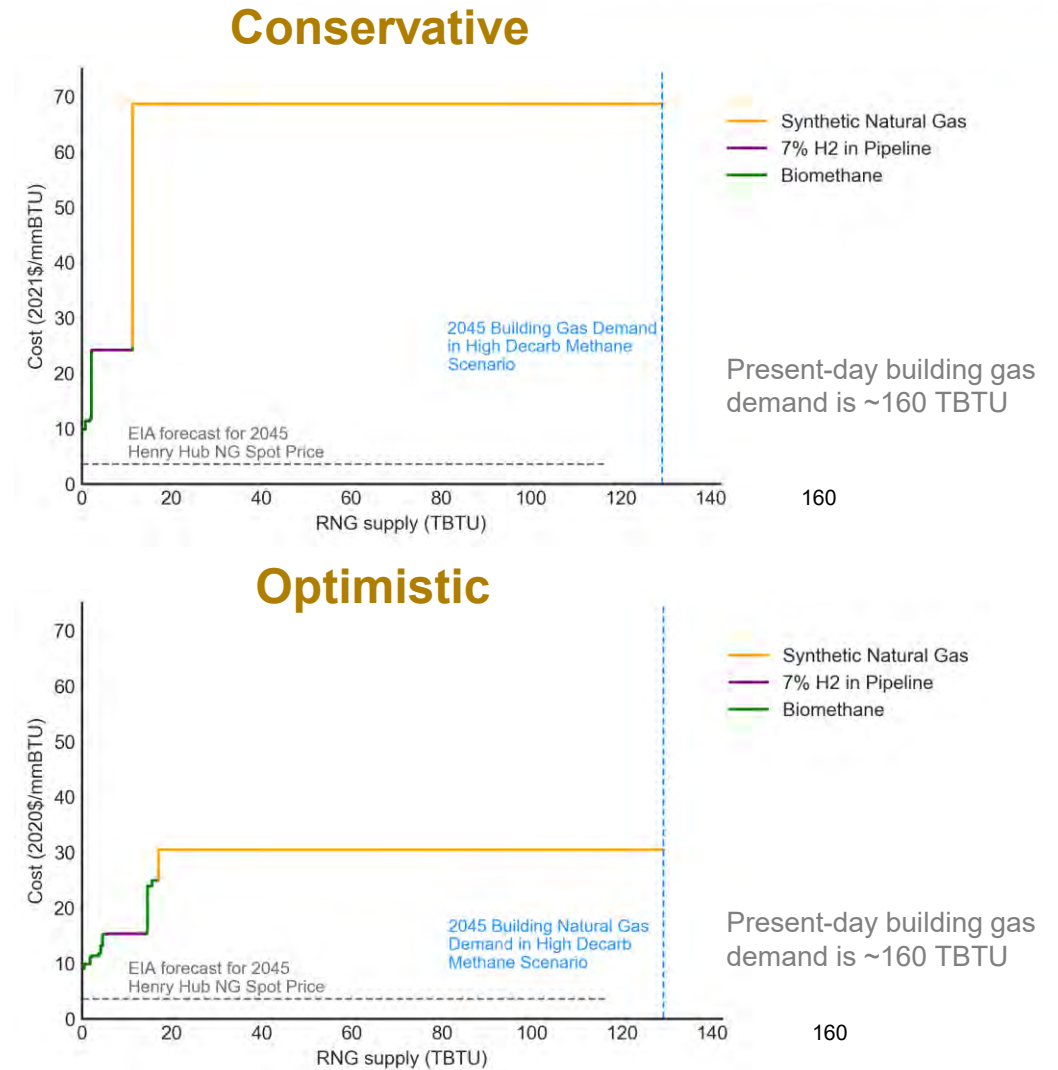 Conservative
70
60
50
40
30
20
10
0
Cost (2021$/mmBTU)
Synthetic Natural Gas
7% H2 in Pipeline
Biomethane
2045 Building Gas Demand
in High Decarb Methane
Scenario
EIA forecast for 2045
Henry Hub NG Spot Price
Present-day building gas
demand is ~160 TBTU
0 20 40 60 80 100 120 140 160
RNG supply (TBTU)
Optimistic
70
60
50
40
30
20
10
0
Cost (2020$/mmBTU)
Synthetic Natural Gas
7% H2 in Pipeline
Biomethane
2045 Building Natural Gas
Demand in High Decarb
Methane Scenario
EIA forecast for 2045
Henry Hub NG Spot Price
Present-day building gas
demand is ~160 TBTU
0 20 40 60 80 100 120 140 160
RNG supply (TBTU)